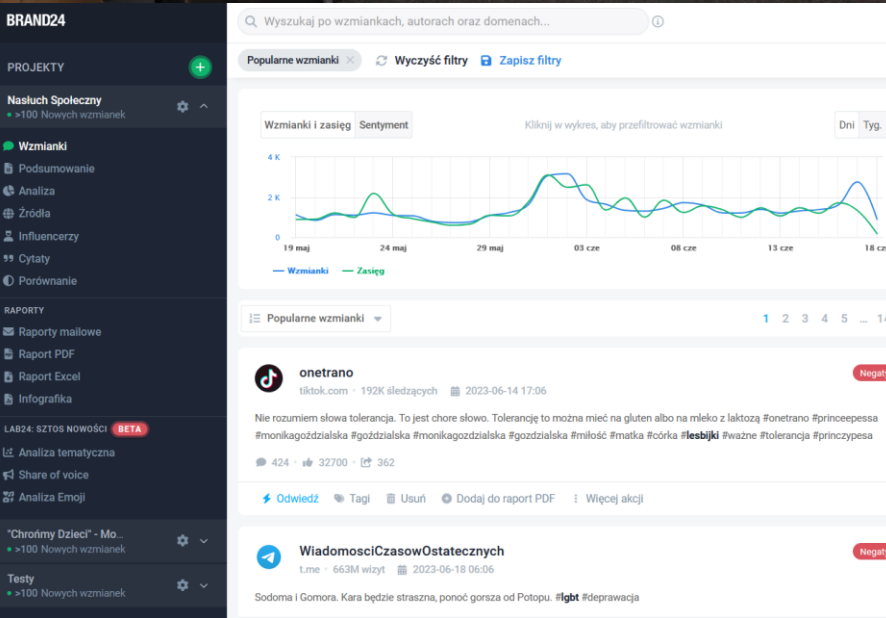 BRAND24
PROJEKTY
Nasłuch Społeczny
>100 Nowych wzmianek
Wzmianki
Podsumowanie
Analiza
Źródła
Influencerzy
Cytaty
Porównanie
RAPORTY
Raporty mailowe
Raport PDF
Raport Excel
Infografika
LAB24: SZTOS NOWOŚCI BETA
Analiza tematyczna
Share of voice
Analiza Emoji
"Chrońmy Dzieci" - Mo...
>100 Nowych wzmianek
Testy
>100 Nowych wzmianek
Wyszukaj po wzmiankach, autorach oraz domenach...
Popularne wzmianki Wyczyść filtry Zapisz filtry
Wzmianki i zasięg Sentyment Kliknij w wykres, aby przefiltrować wzmianki Dni Tyg.
4 K
2 K
0
19 maj 24 maj 29 maj 03 cze 08 cze 13 cze 18 cze
Wzmianki Zasięg
Popularne wzmianki 1 2 3 4 5 ... 14
onetrano Negaty
tiktok.com · 192K śledzących 2023-06-14 17:06
Nie rozumiem słowa tolerancja. To jest chore słowo. Tolerancję to można mieć na gluten albo na mleko z laktozą #onetrano #princeepessa
#monikagoździalska #goździalska #monikagozdzialska #gozdzialska #miłość #matka #córka #lesbijki #ważne #tolerancja #princzypesa
424 · 32700 · 362
Odwiedź Tagi Usuń Dodaj do raport PDF Więcej akcji
WiadomosciCzasowOstatecznych Negaty
t.me · 663M wizyt 2023-06-18 06:06
Sodoma i Gomora. Kara będzie straszna, ponoć gorsza od Potopu. #lgbt #deprawacja